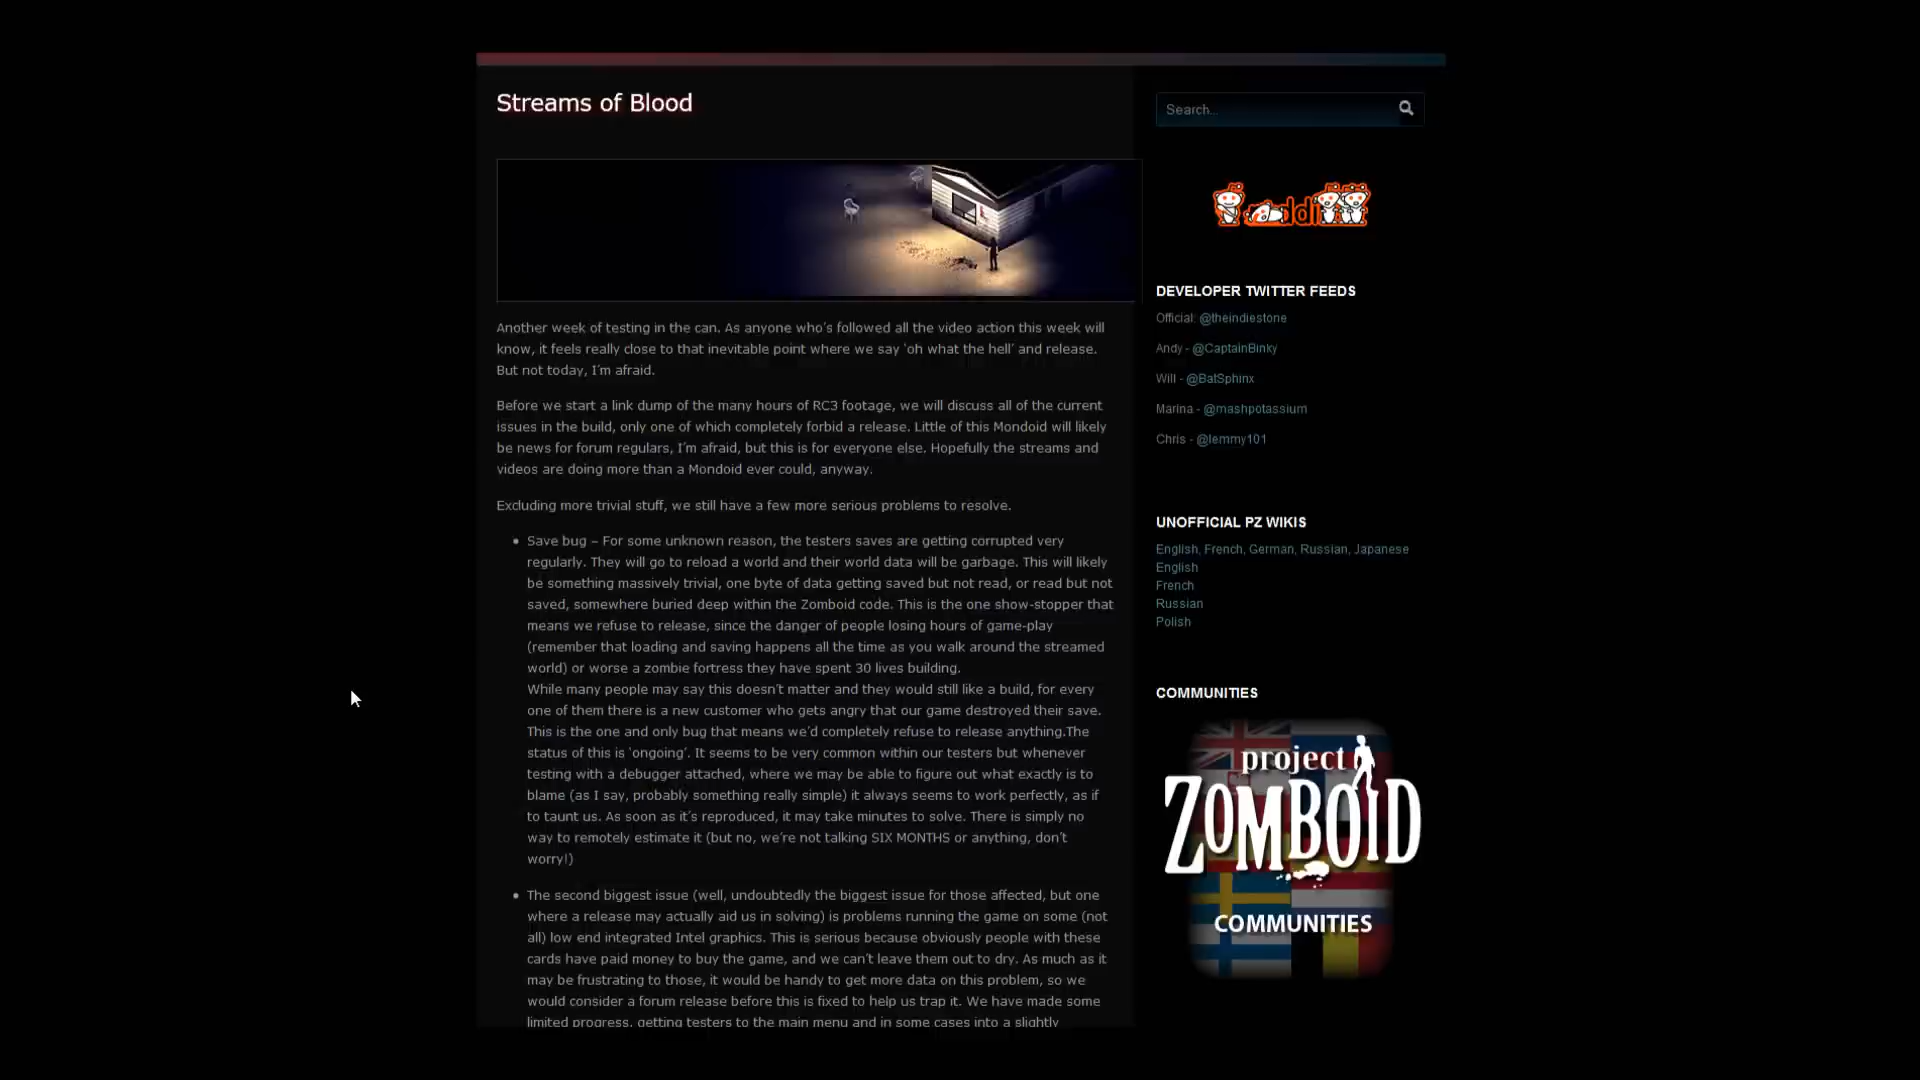 Streams of Blood
Another week of testing in the can. As anyone who's followed all the video action this week will
know, it feels really close to that inevitable point where we say 'oh what the hell' and release.
But not today, I'm afraid.
Before we start a link dump of the many hours of RC3 footage, we will discuss all of the current
issues in the build, only one of which completely forbid a release. Little of this Mondoid will likely
be news for forum regulars, I'm afraid, but this is for everyone else. Hopefully the streams and
videos are doing more than a Mondoid ever could, anyway.
Excluding more trivial stuff, we still have a few more serious problems to resolve.
• Save bug – For some unknown reason, the testers saves are getting corrupted very
regularly. They will go to reload a world and their world data will be garbage. This will likely
be something massively trivial, one byte of data getting saved but not read, or read but not
saved, somewhere buried deep within the Zomboid code. This is the one show-stopper that
means we refuse to release, since the danger of people losing hours of game-play
(remember that loading and saving happens all the time as you walk around the streamed
world) or worse a zombie fortress they have spent 30 lives building.
While many people may say this doesn't matter and they would still like a build, for every
one of them there is a new customer who gets angry that our game destroyed their save.
This is the one and only bug that means we'd completely refuse to release anything.The
status of this is 'ongoing'. It seems to be very common within our testers but whenever
testing with a debugger attached, where we may be able to figure out what exactly is to
blame (as I say, probably something really simple) it always seems to work perfectly, as if
to taunt us. As soon as it's reproduced, it may take minutes to solve. There is simply no
way to remotely estimate it (but no, we're not talking SIX MONTHS or anything, don't
worry!)
• The second biggest issue (well, undoubtedly the biggest issue for those affected, but one
where a release may actually aid us in solving) is problems running the game on some (not
all) low end integrated Intel graphics. This is serious because obviously people with these
cards have paid money to buy the game, and we can't leave them out to dry. As much as it
may be frustrating to those, it would be handy to get more data on this problem, so we
would consider a forum release before this is fixed to help us trap it. We have made some
limited progress, getting testers to the main menu and in some cases into a slightly
Search...
DEVELOPER TWITTER FEEDS
Official: @theindiestone
Andy - @CaptainBinky
Will - @BatSphinx
Marina - @mashpotassium
Chris - @lemmy101
UNOFFICIAL PZ WIKIS
English, French, German, Russian, Japanese
English
French
Russian
Polish
COMMUNITIES
project
ZOMBOID
COMMUNITIES